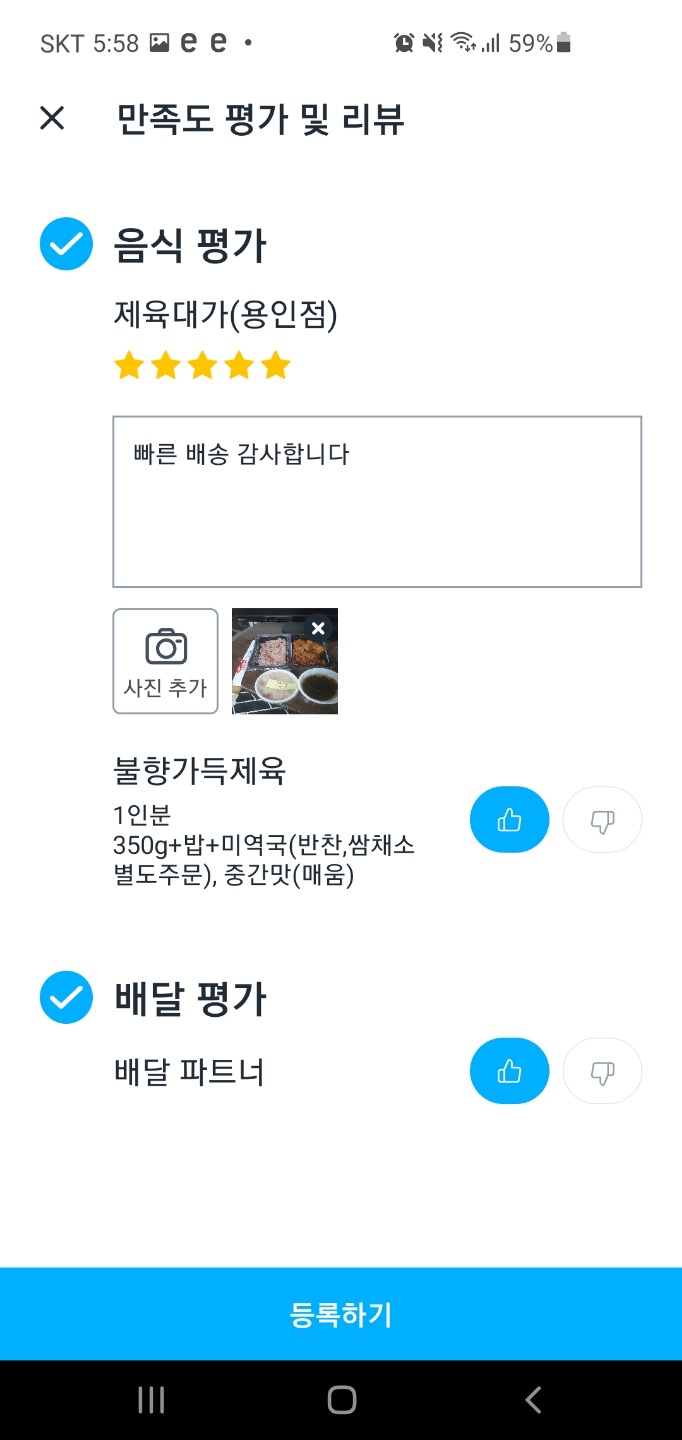 SKT 5:58 e e • 59%
만족도 평가 및 리뷰
음식 평가
제육대가(용인점)
빠른 배송 감사합니다
사진 추가
불향가득제육
1인분
350g+밥+미역국(반찬,쌈채소
별도주문), 중간맛(매움)
배달 평가
배달 파트너
등록하기